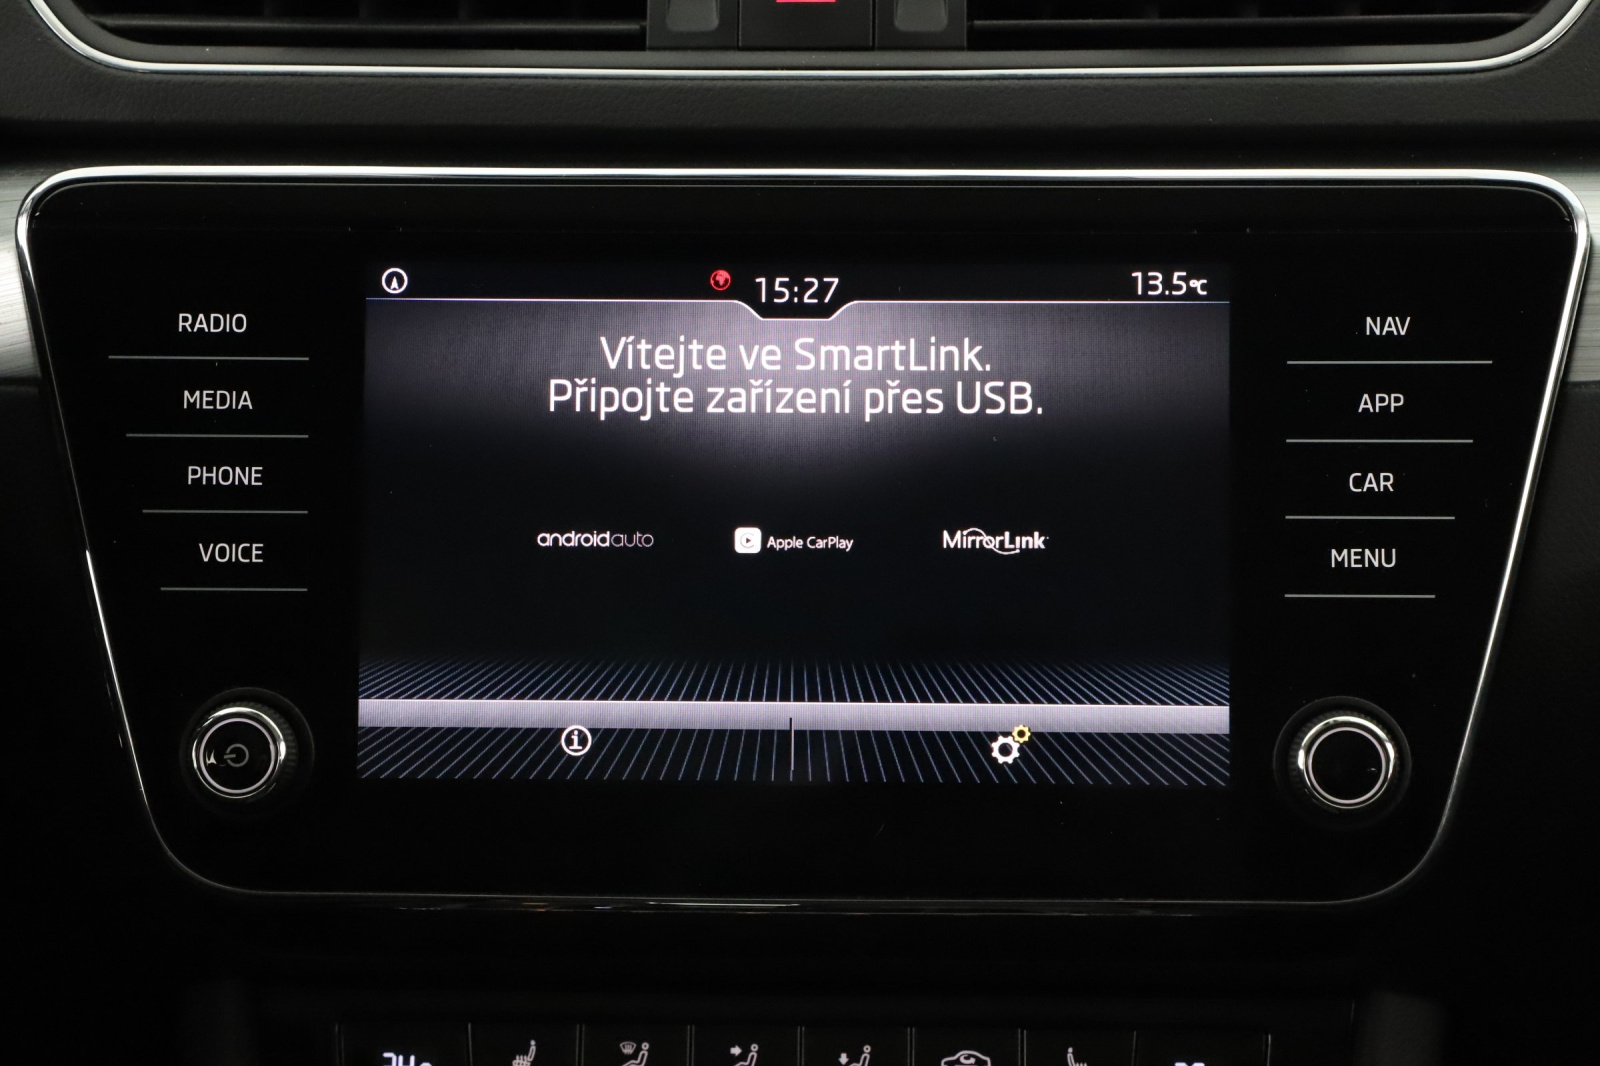 15:27
13.5°C
Vítejte ve SmartLink.
Připojte zařízení přes USB.
androidauto
Apple CarPlay
MirrorLink
RADIO
MEDIA
PHONE
VOICE
NAV
APP
CAR
MENU